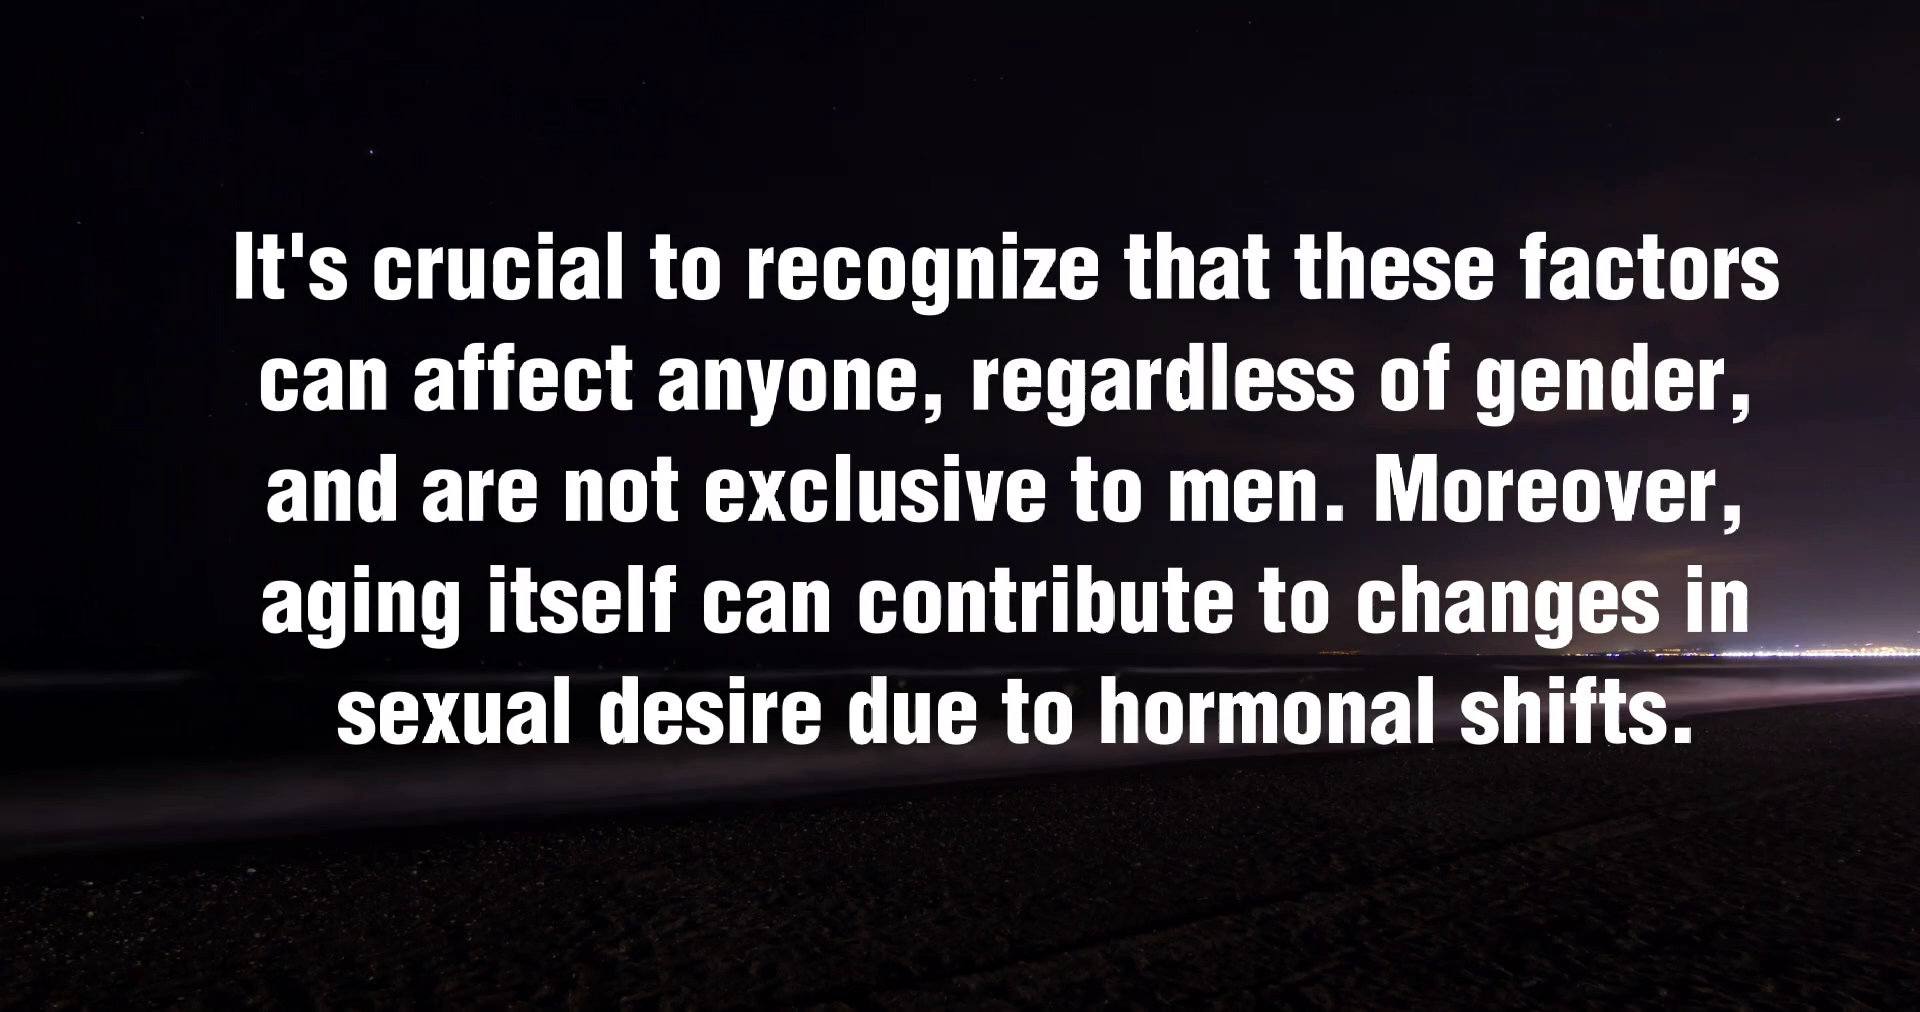 It's crucial to recognize that these factors
can affect anyone, regardless of gender,
and are not exclusive to men. Moreover,
aging itself can contribute to changes in
sexual desire due to hormonal shifts.